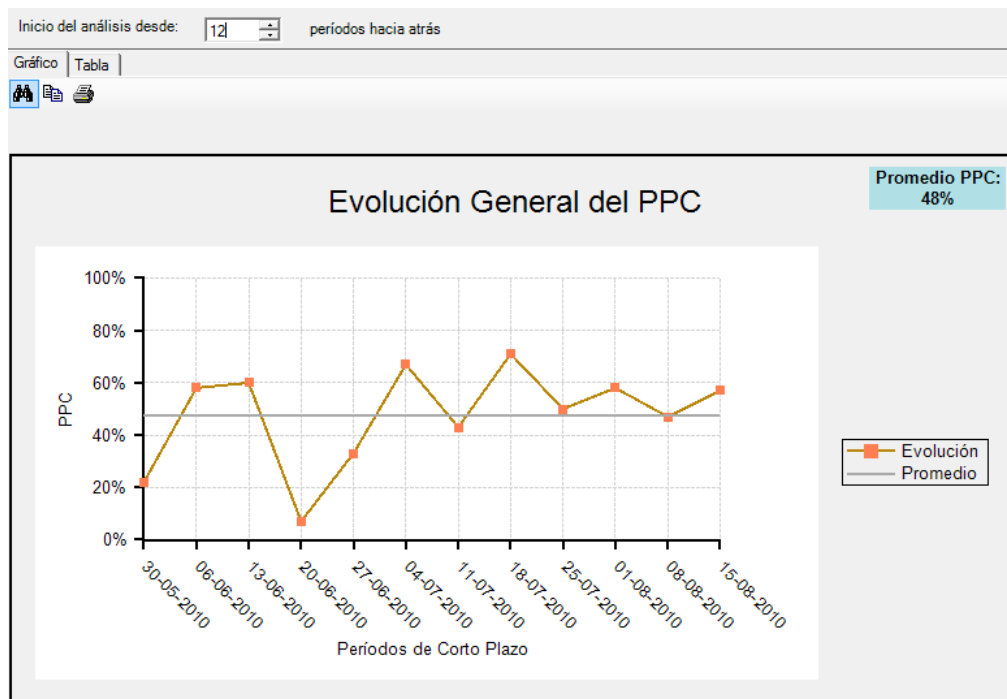 Inicio del análisis desde: 12 períodos hacia atrás
Gráfico Tabla
Promedio PPC:
48%
Evolución General del PPC
100%
80%
60%
40%
20%
0%
PPC
30-05-2010
06-06-2010
13-06-2010
20-06-2010
27-06-2010
04-07-2010
11-07-2010
18-07-2010
25-07-2010
01-08-2010
08-08-2010
15-08-2010
Períodos de Corto Plazo
Evolución
Promedio